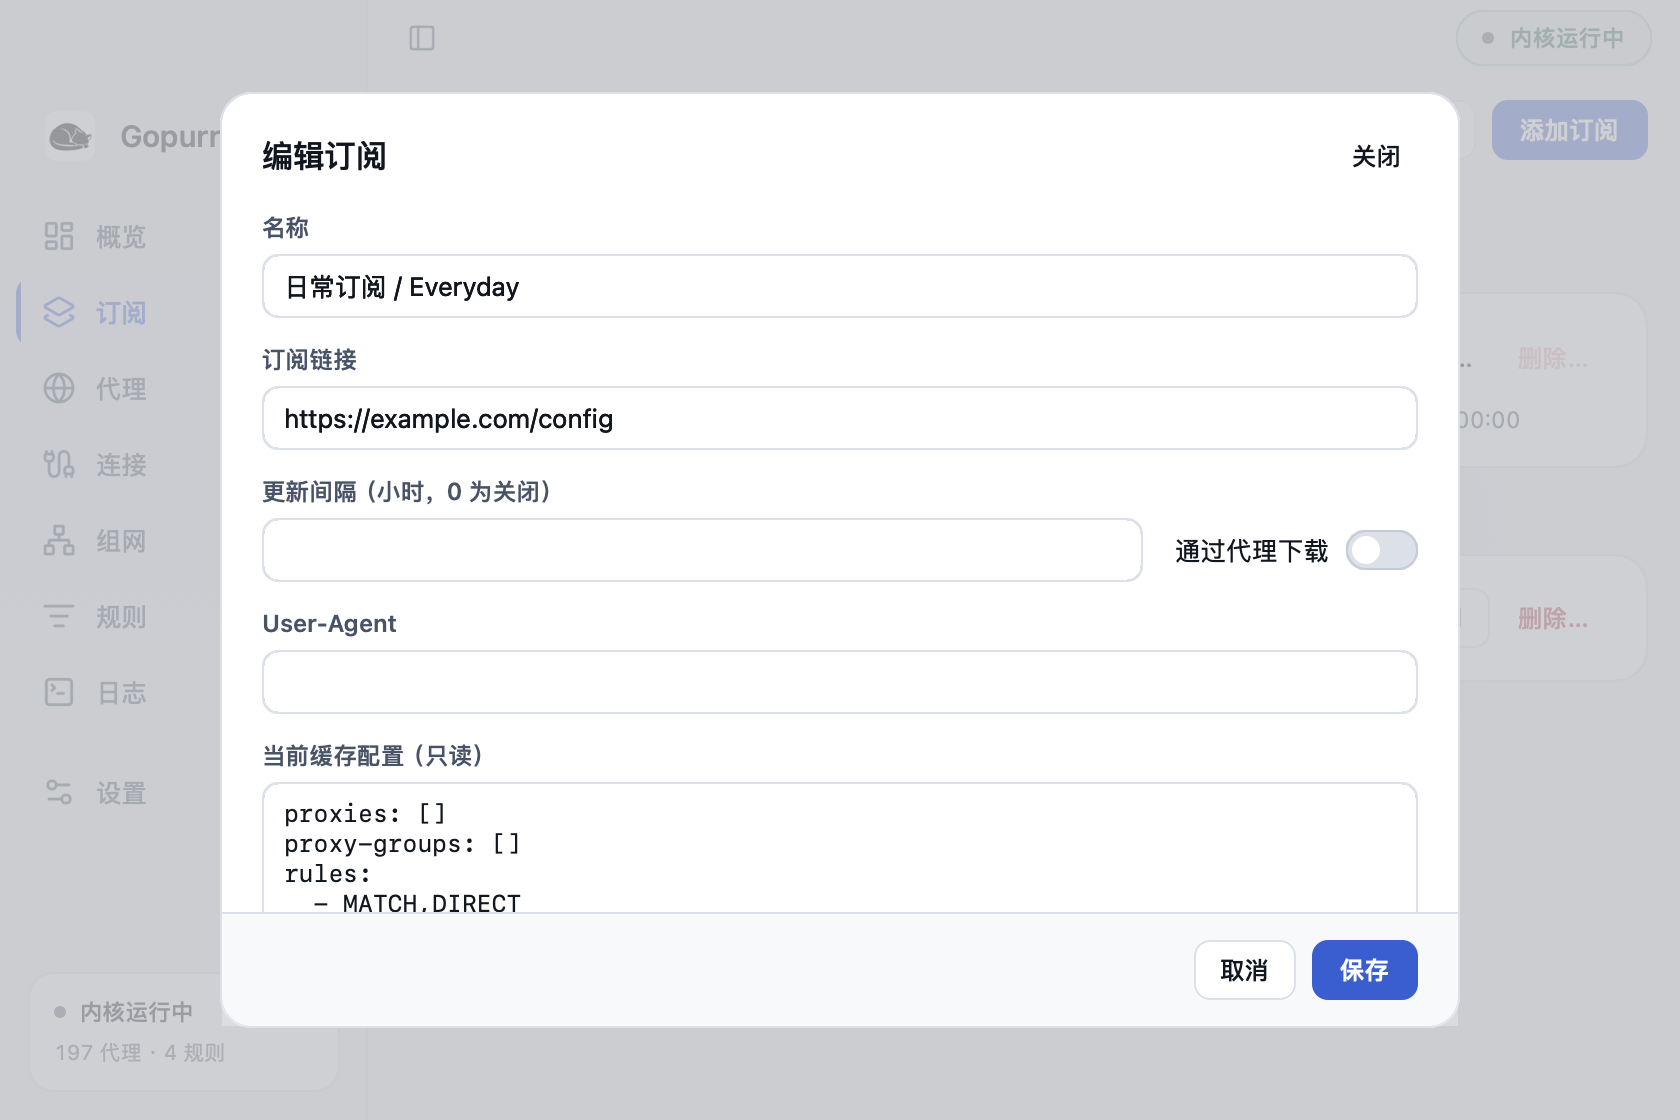 内核运行中
Gopurr
添加订阅
概览
订阅
代理
连接
组网
规则
日志
设置
内核运行中
197 代理 · 4 规则
编辑订阅
关闭
名称
日常订阅 / Everyday
订阅链接
https://example.com/config
更新间隔（小时，0 为关闭）
通过代理下载
User-Agent
当前缓存配置（只读）
proxies: []
proxy-groups: []
rules:
  - MATCH,DIRECT
取消
保存
... 删除...
00:00
删除...